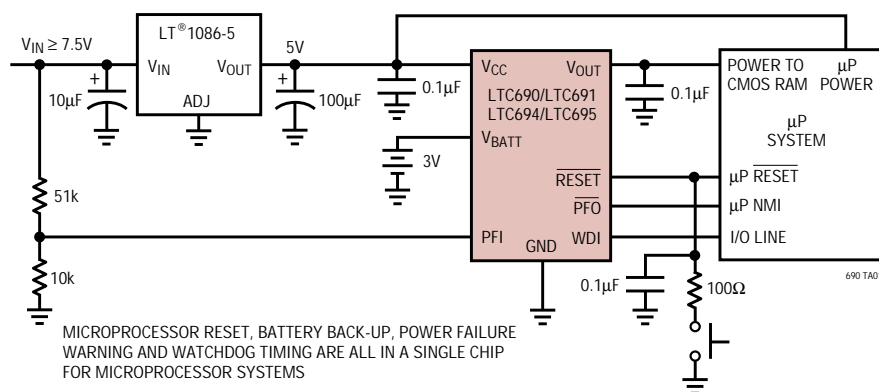 V_IN ≥ 7.5V
LT®1086-5
5V
V_IN
V_OUT
ADJ
+
10µF
+
100µF
0.1µF
V_CC
V_OUT
LTC690/LTC691
LTC694/LTC695
V_BATT
3V
RESET
PFO
PFI
GND
WDI
0.1µF
POWER TO
CMOS RAM
µP
POWER
µP
SYSTEM
µP RESET
µP NMI
I/O LINE
51k
10k
0.1µF
100Ω
MICROPROCESSOR RESET, BATTERY BACK-UP, POWER FAILURE
WARNING AND WATCHDOG TIMING ARE ALL IN A SINGLE CHIP
FOR MICROPROCESSOR SYSTEMS